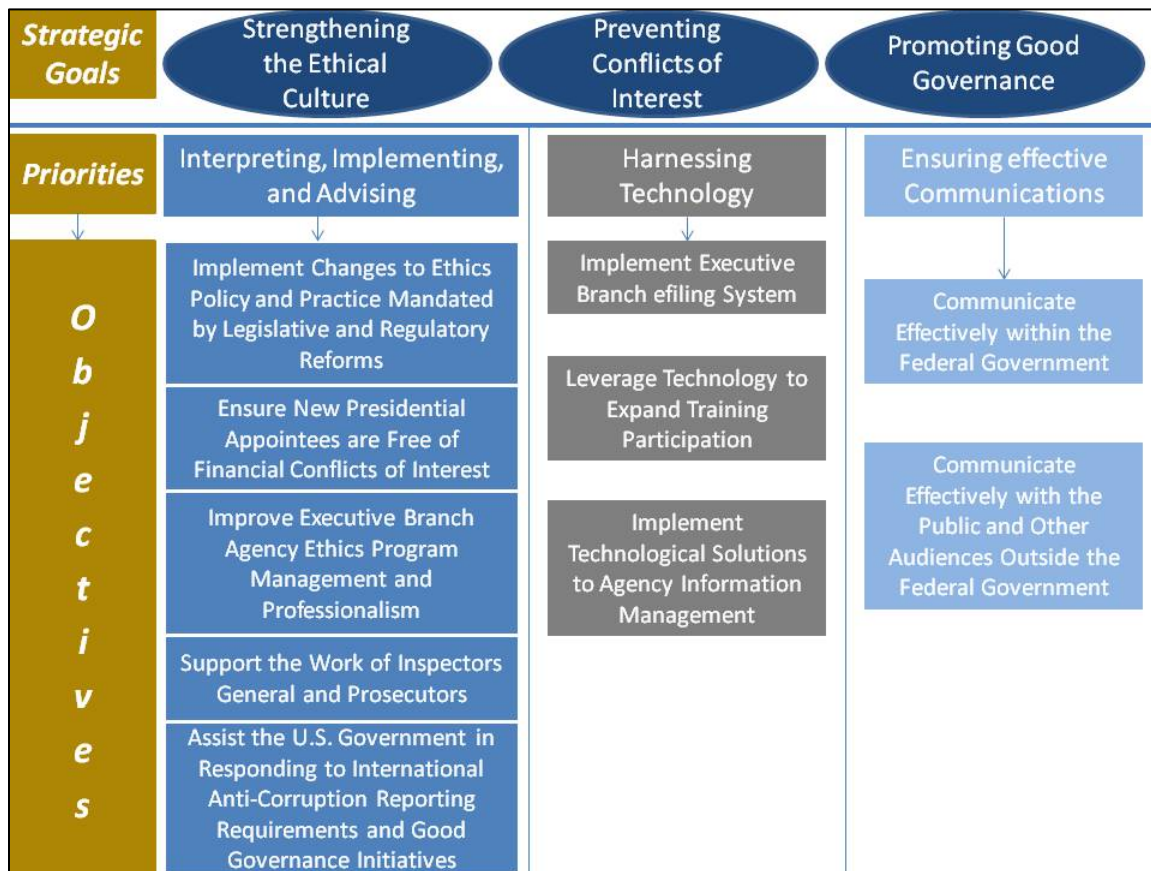 Strategic
Goals
Strengthening
the Ethical
Culture
Preventing
Conflicts of
Interest
Promoting Good
Governance
Priorities
Interpreting, Implementing,
and Advising
Harnessing
Technology
Ensuring effective
Communications
Objectives
Implement Changes to Ethics
Policy and Practice Mandated
by Legislative and Regulatory
Reforms
Ensure New Presidential
Appointees are Free of
Financial Conflicts of Interest
Improve Executive Branch
Agency Ethics Program
Management and
Professionalism
Support the Work of Inspectors
General and Prosecutors
Assist the U.S. Government in
Responding to International
Anti-Corruption Reporting
Requirements and Good
Governance Initiatives
Implement Executive
Branch efiling System
Leverage Technology to
Expand Training
Participation
Implement
Technological Solutions
to Agency Information
Management
Communicate
Effectively within the
Federal Government
Communicate
Effectively with the
Public and Other
Audiences Outside the
Federal Government